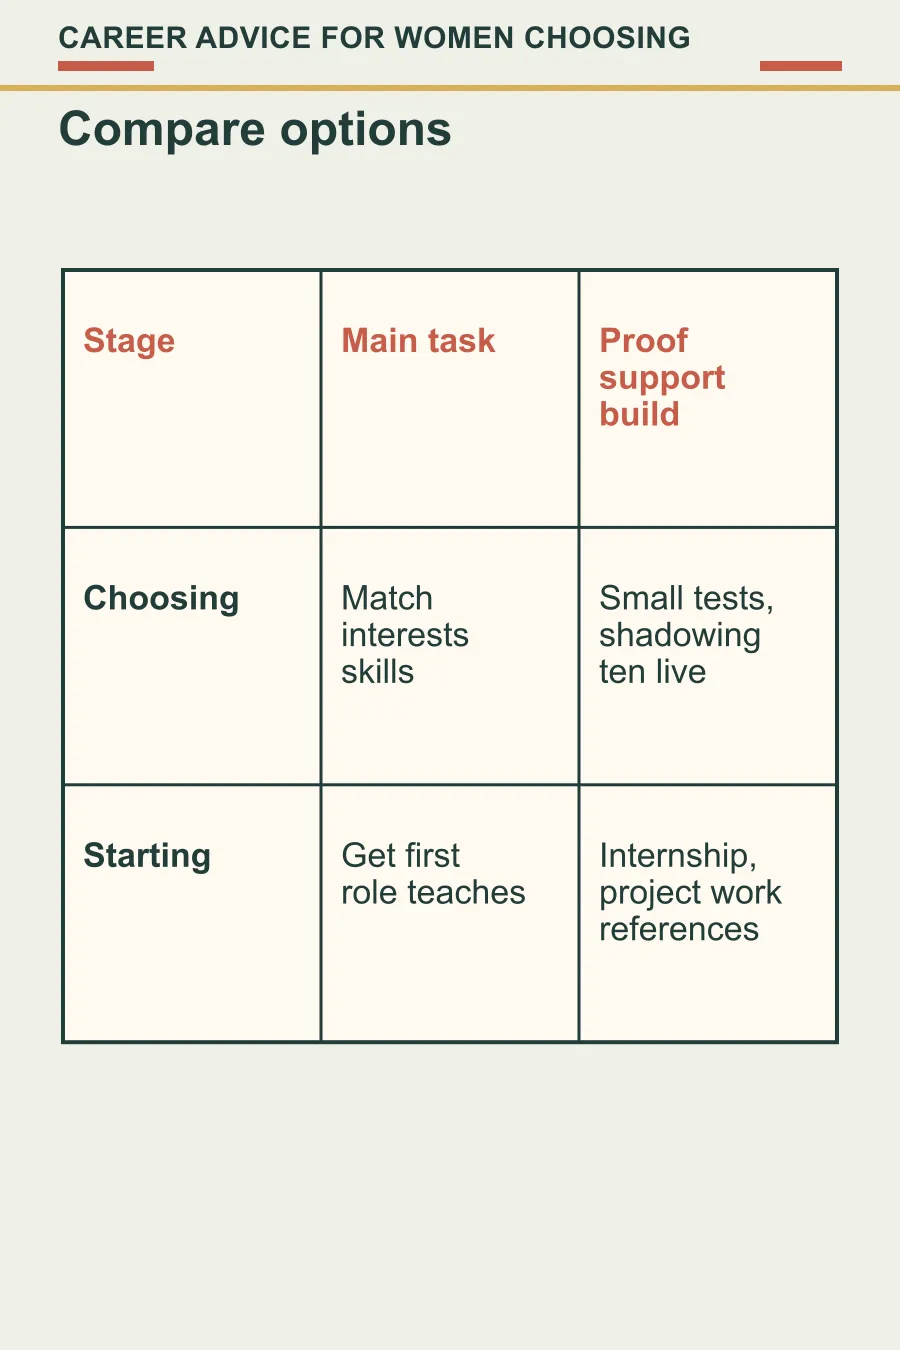 CAREER ADVICE FOR WOMEN CHOOSING
Compare options
Stage
Main task
Proof
support
build
Choosing
Match
interests
skills
Small tests,
shadowing
ten live
Starting
Get first
role teaches
Internship,
project work
references